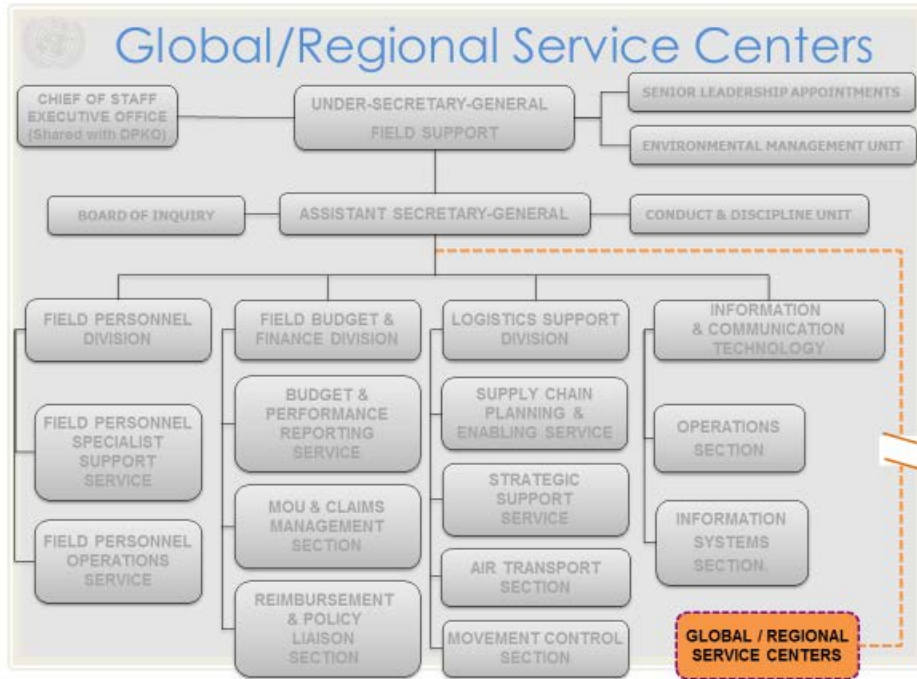 Global/Regional Service Centers
CHIEF OF STAFF
EXECUTIVE OFFICE
(Shared with DPKO)
UNDER-SECRETARY-GENERAL
FIELD SUPPORT
SENIOR LEADERSHIP APPOINTMENTS
ENVIRONMENTAL MANAGEMENT UNIT
BOARD OF INQUIRY
ASSISTANT SECRETARY-GENERAL
CONDUCT & DISCIPLINE UNIT
FIELD PERSONNEL
DIVISION
FIELD BUDGET &
FINANCE DIVISION
LOGISTICS SUPPORT
DIVISION
INFORMATION
& COMMUNICATION
TECHNOLOGY
FIELD PERSONNEL
SPECIALIST
SUPPORT
SERVICE
FIELD PERSONNEL
OPERATIONS
SERVICE
BUDGET &
PERFORMANCE
REPORTING
SERVICE
MOU & CLAIMS
MANAGEMENT
SECTION
REIMBURSEMENT
& POLICY
LIAISON
SECTION
SUPPLY CHAIN
PLANNING &
ENABLING SERVICE
STRATEGIC
SUPPORT
SERVICE
AIR TRANSPORT
SECTION
MOVEMENT CONTROL
SECTION
OPERATIONS
SECTION
INFORMATION
SYSTEMS
SECTION.
GLOBAL / REGIONAL
SERVICE CENTERS